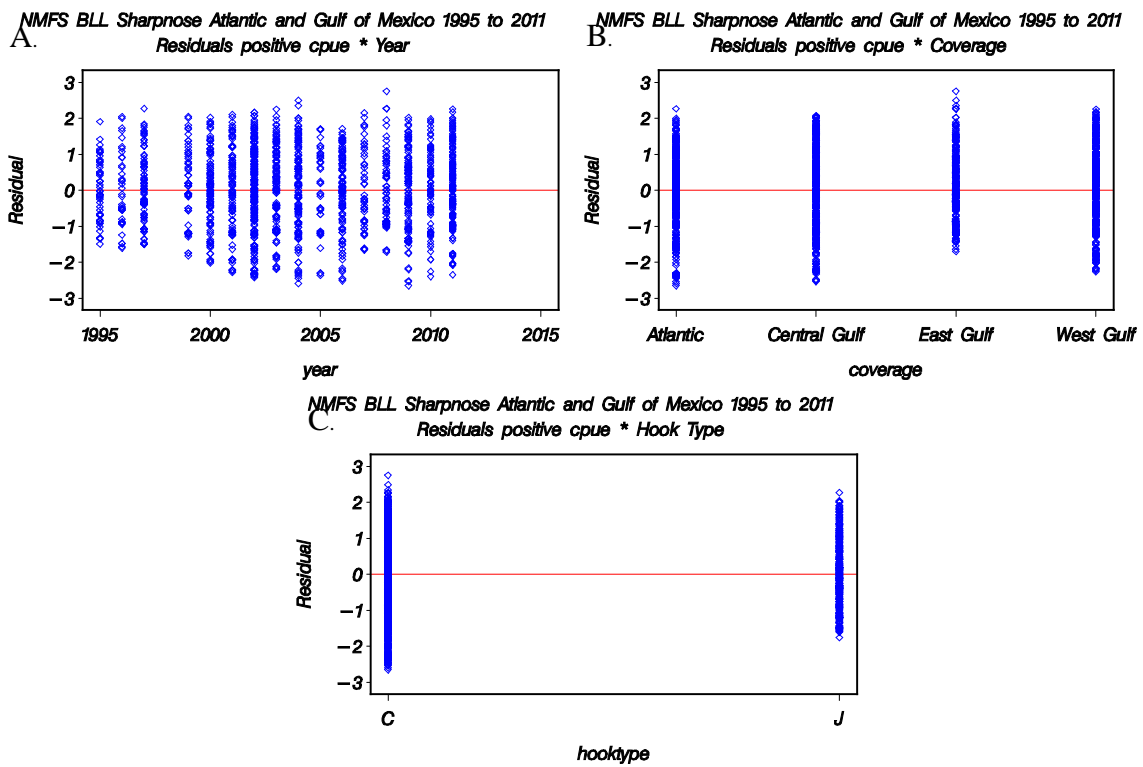 A.
NMFS BLL Sharpnose Atlantic and Gulf of Mexico 1995 to 2011
Residuals positive cpue * Year
Residual
3
2
1
0
−1
−2
−3
1995 2000 2005 2010 2015
year
B.
NMFS BLL Sharpnose Atlantic and Gulf of Mexico 1995 to 2011
Residuals positive cpue * Coverage
Residual
3
2
1
0
−1
−2
−3
Atlantic Central Gulf East Gulf West Gulf
coverage
C.
NMFS BLL Sharpnose Atlantic and Gulf of Mexico 1995 to 2011
Residuals positive cpue * Hook Type
Residual
3
2
1
0
−1
−2
−3
C J
hooktype